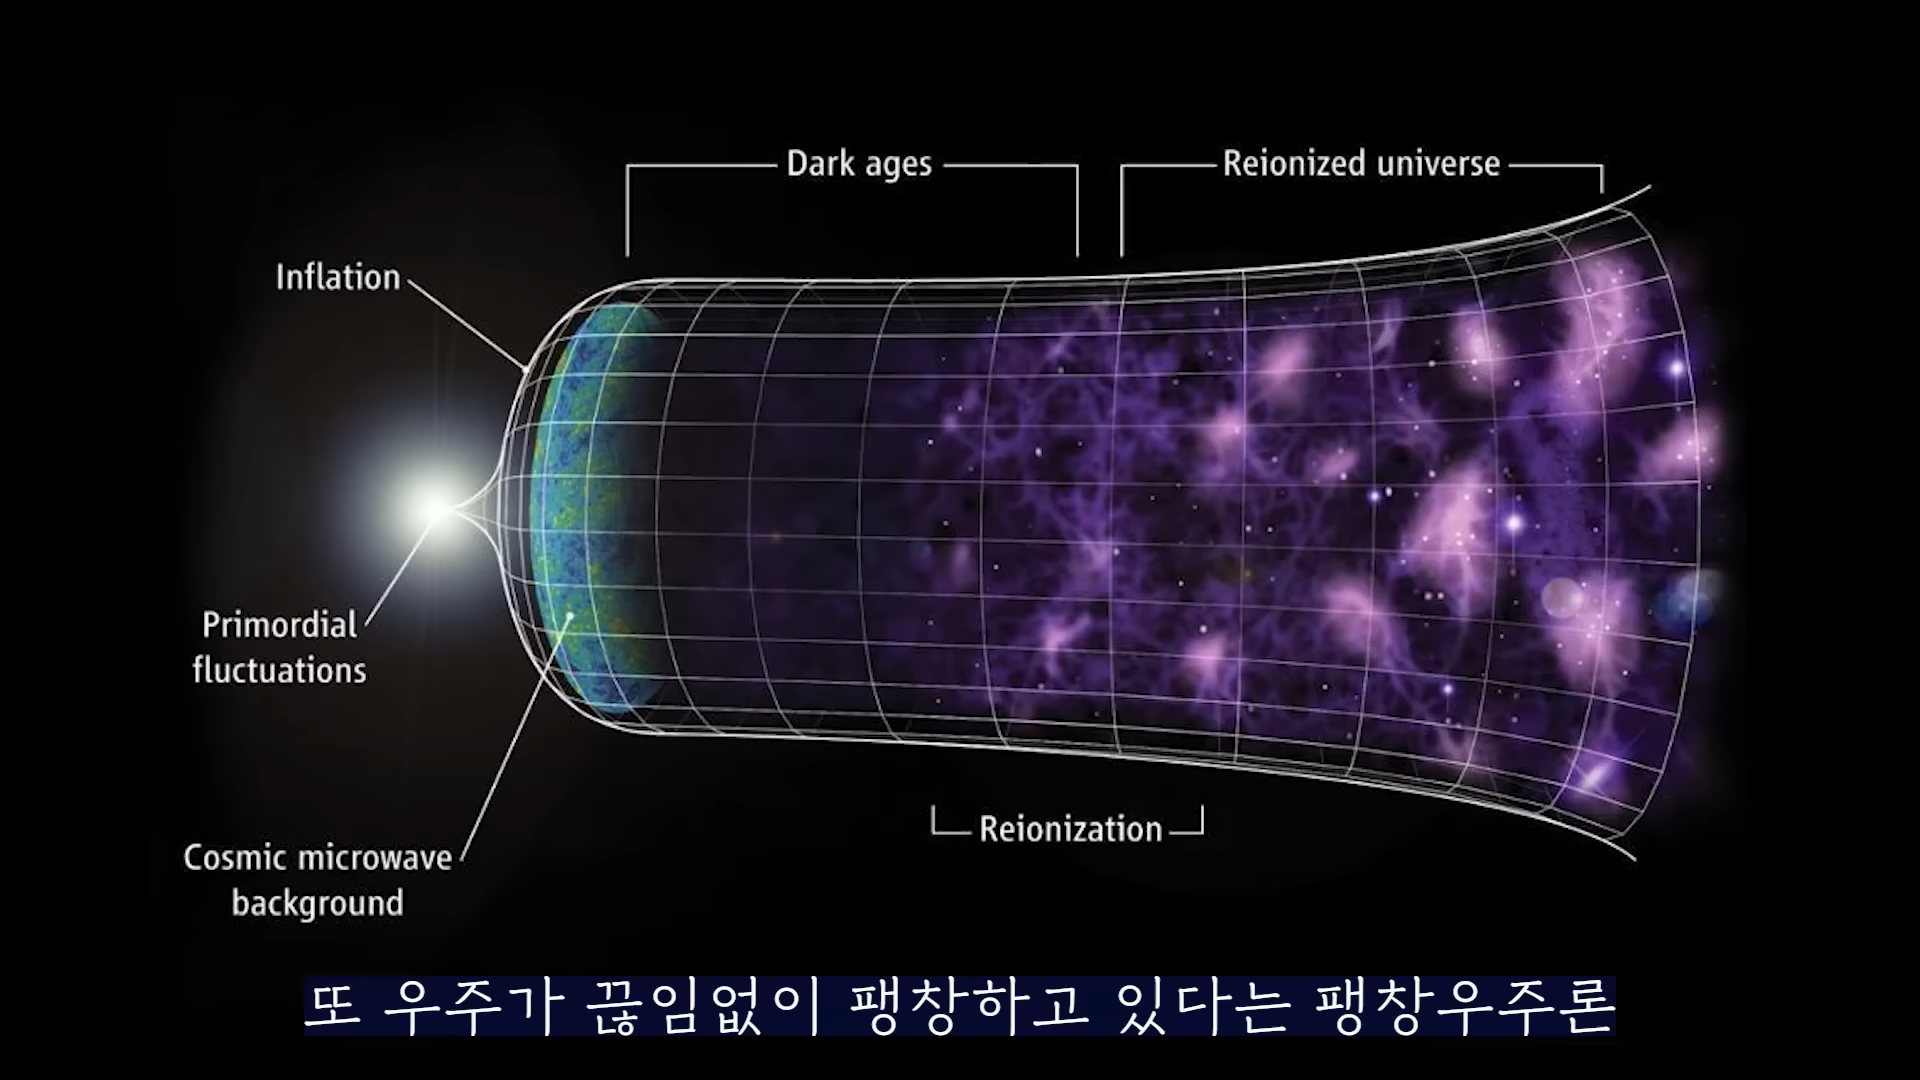 Dark ages
Reionized universe
Inflation
Primordial
fluctuations
Reionization
Cosmic microwave
background
또 우주가 끊임없이 팽창하고 있다는 팽창우주론